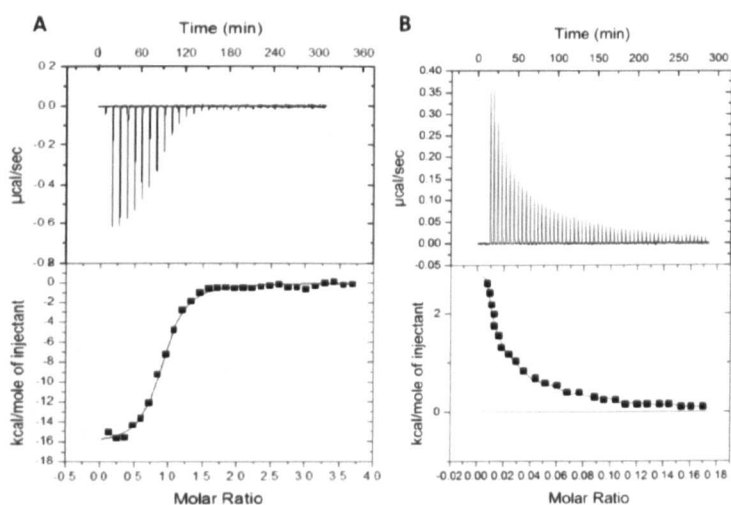 A
Time (min)
0 60 120 180 240 300 360
0.2
0.0
-0.2
-0.4
-0.6
µcal/sec
0
-2
-4
-6
-8
-10
-12
-14
-16
-18
kcal/mole of injectant
-0.5 0.0 0.5 1.0 1.5 2.0 2.5 3.0 3.5 4.0
Molar Ratio
B
Time (min)
0 50 100 150 200 250 300
0.40
0.35
0.30
0.25
0.20
0.15
0.10
0.05
0.00
-0.05
µcal/sec
2
0
kcal/mole of injectant
-0.02 0.00 0.02 0.04 0.06 0.08 0.10 0.12 0.14 0.16 0.18
Molar Ratio